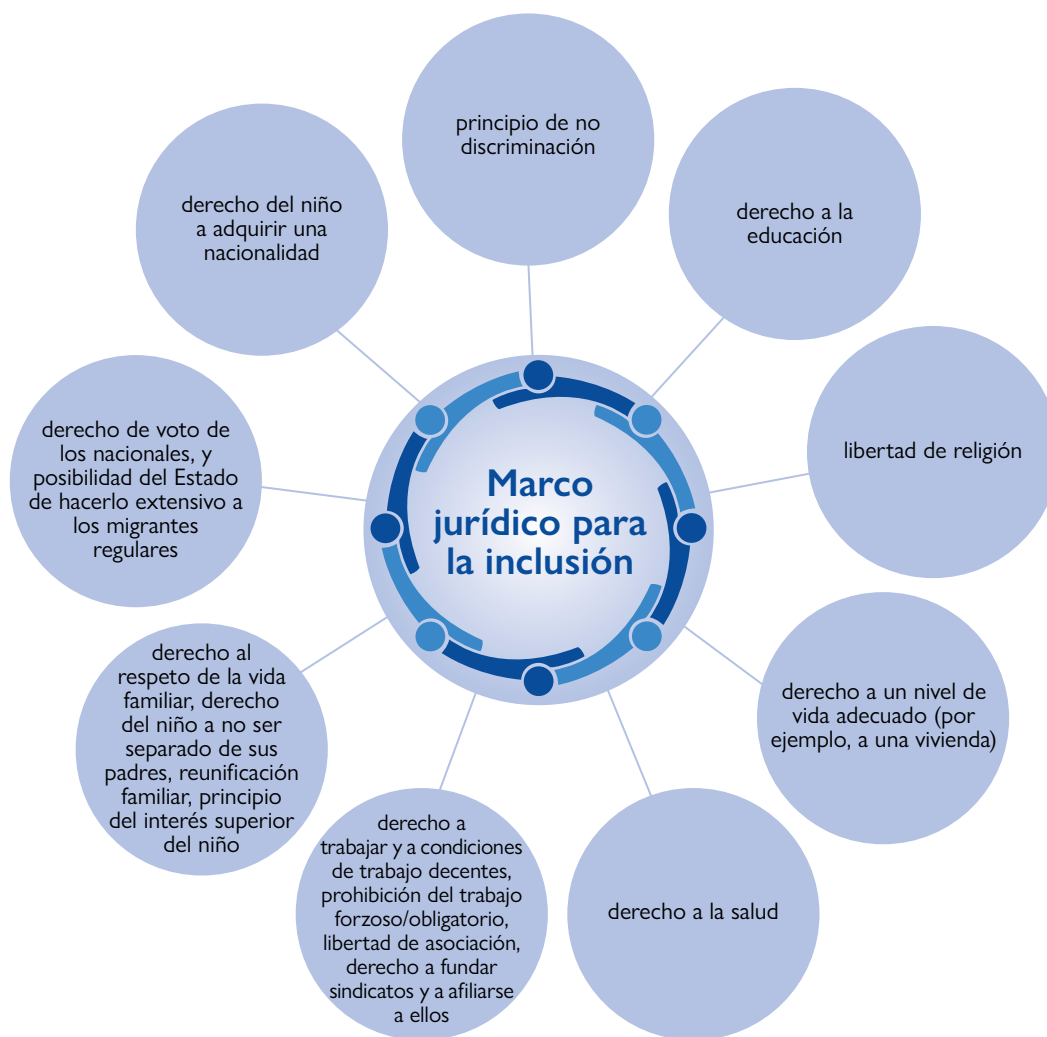 principio de no
discriminación
derecho a la
educación
libertad de religión
derecho a un nivel de
vida adecuado (por
ejemplo, a una vivienda)
derecho a la salud
derecho a
trabajar y a condiciones
de trabajo decentes,
prohibición del trabajo
forzoso/obligatorio,
libertad de asociación,
derecho a fundar
sindicatos y a afiliarse
a ellos
derecho al
respeto de la vida
familiar, derecho
del niño a no ser
separado de sus
padres, reunificación
familiar, principio
del interés superior
del niño
derecho de voto de
los nacionales, y
posibilidad del Estado
de hacerlo extensivo a
los migrantes
regulares
derecho del niño
a adquirir una
nacionalidad
Marco
jurídico para
la inclusión